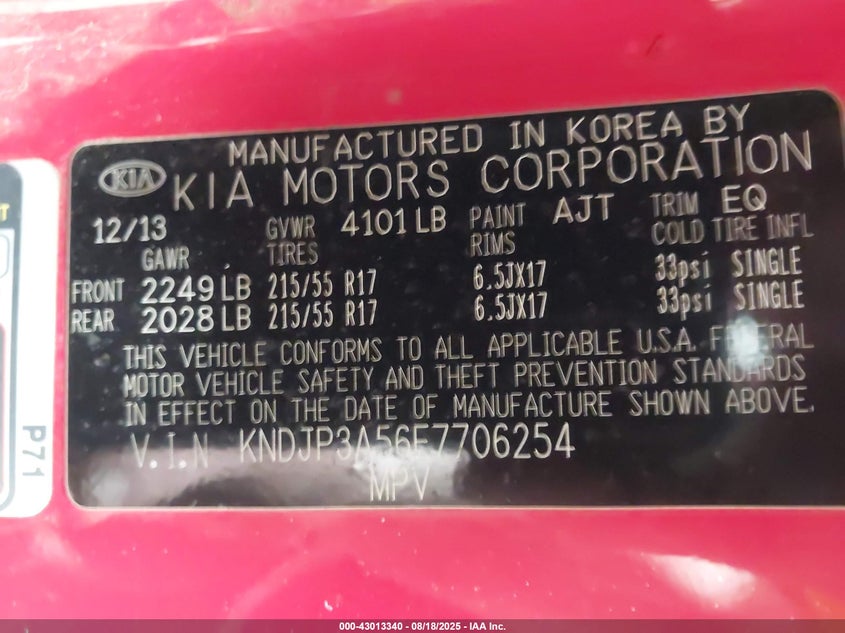 MANUFACTURED IN KOREA BY
KIA KIA MOTORS CORPORATION
12/13 GVWR 4101 LB PAINT AJT TRIM EQ
GAWR TIRES RIMS COLD TIRE INFL
FRONT 2249 LB 215/55 R17 6.5JX17 33psi SINGLE
REAR 2028 LB 215/55 R17 6.5JX17 33psi SINGLE
THIS VEHICLE CONFORMS TO ALL APPLICABLE U.S.A. FEDERAL
MOTOR VEHICLE SAFETY AND THEFT PREVENTION STANDARDS
IN EFFECT ON THE DATE OF MANUFACTURE SHOWN ABOVE.
V.I.N KNDJP3A56E7706254
MPV
P71
000-43013340 - 08/18/2025 - IAA Inc.